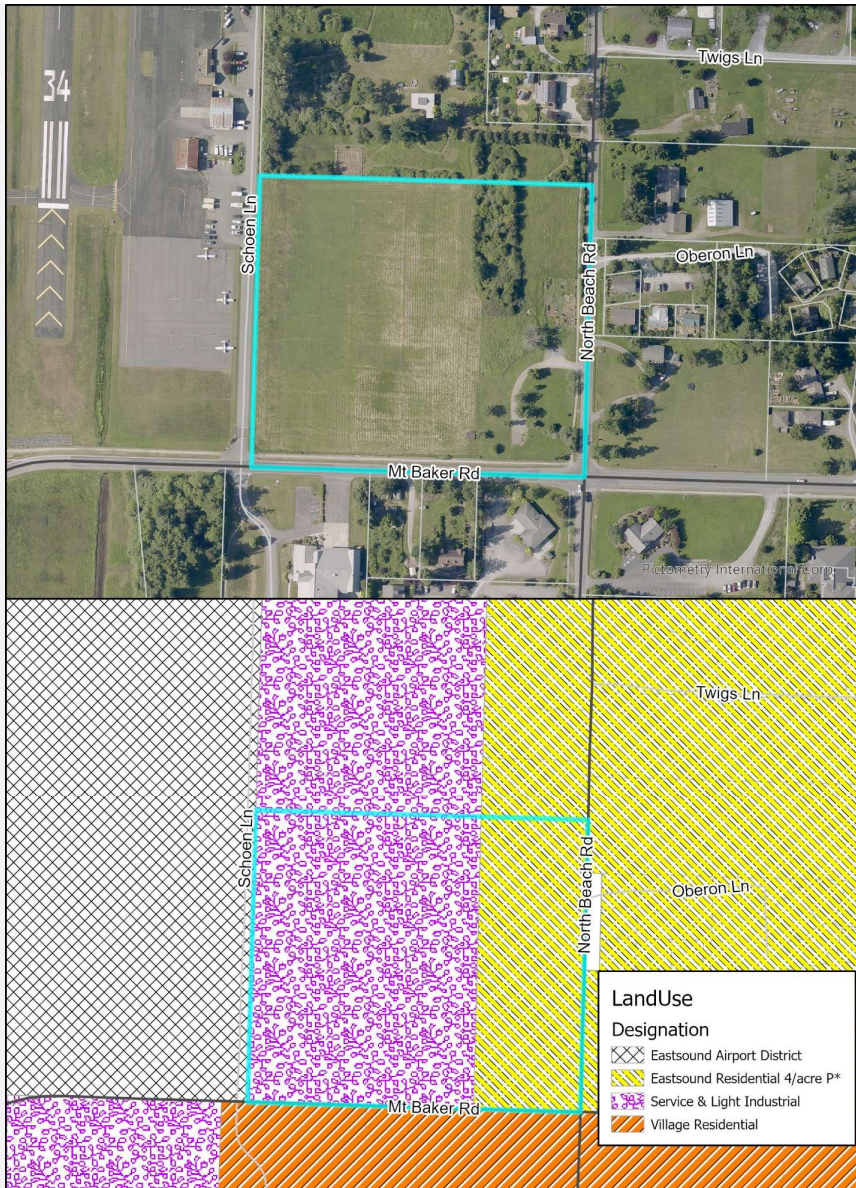 34
Twigs Ln
Schoen Ln
North Beach Rd
Oberon Ln
Mt Baker Rd
Pictometry International Corp
Twigs Ln
Schoen Ln
North Beach Rd
Oberon Ln
Mt Baker Rd
LandUse
Designation
Eastsound Airport District
Eastsound Residential 4/acre P*
Service & Light Industrial
Village Residential